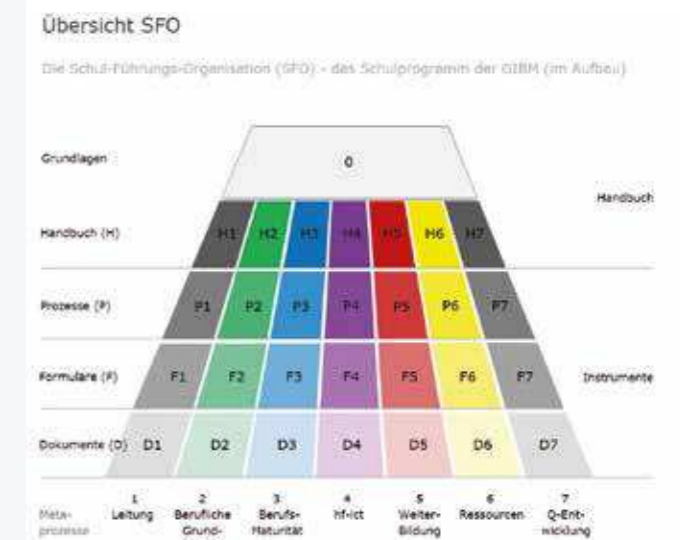 Übersicht SFO
Die Schul-Führungs-Organisation (SFO) - das Schulprogramm der GIBM (im Aufbau)
Grundlagen
0
Handbuch
Handbuch (H)
H1 H2 H3 H4 H5 H6 H7
Prozesse (P)
P1 P2 P3 P4 P5 P6 P7
Formulare (F)
F1 F2 F3 F4 F5 F6 F7
Instrumente
Dokumente (D)
D1 D2 D3 D4 D5 D6 D7
1 2 3 4 5 6 7
Meta- Leitung Berufliche Berufs- hf-ict Weiter- Ressourcen Q-Ent-
prozesse Grund- Maturität Bildung wicklung